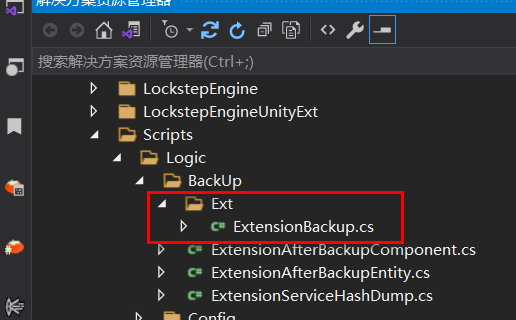 解决方案资源管理器
搜索解决方案资源管理器(Ctrl+;)
LockstepEngine
LockstepEngineUnityExt
Scripts
Logic
BackUp
Ext
C# ExtensionBackup.cs
C# ExtensionAfterBackupComponent.cs
C# ExtensionAfterBackupEntity.cs
C# ExtensionServiceHashDump.cs
Config